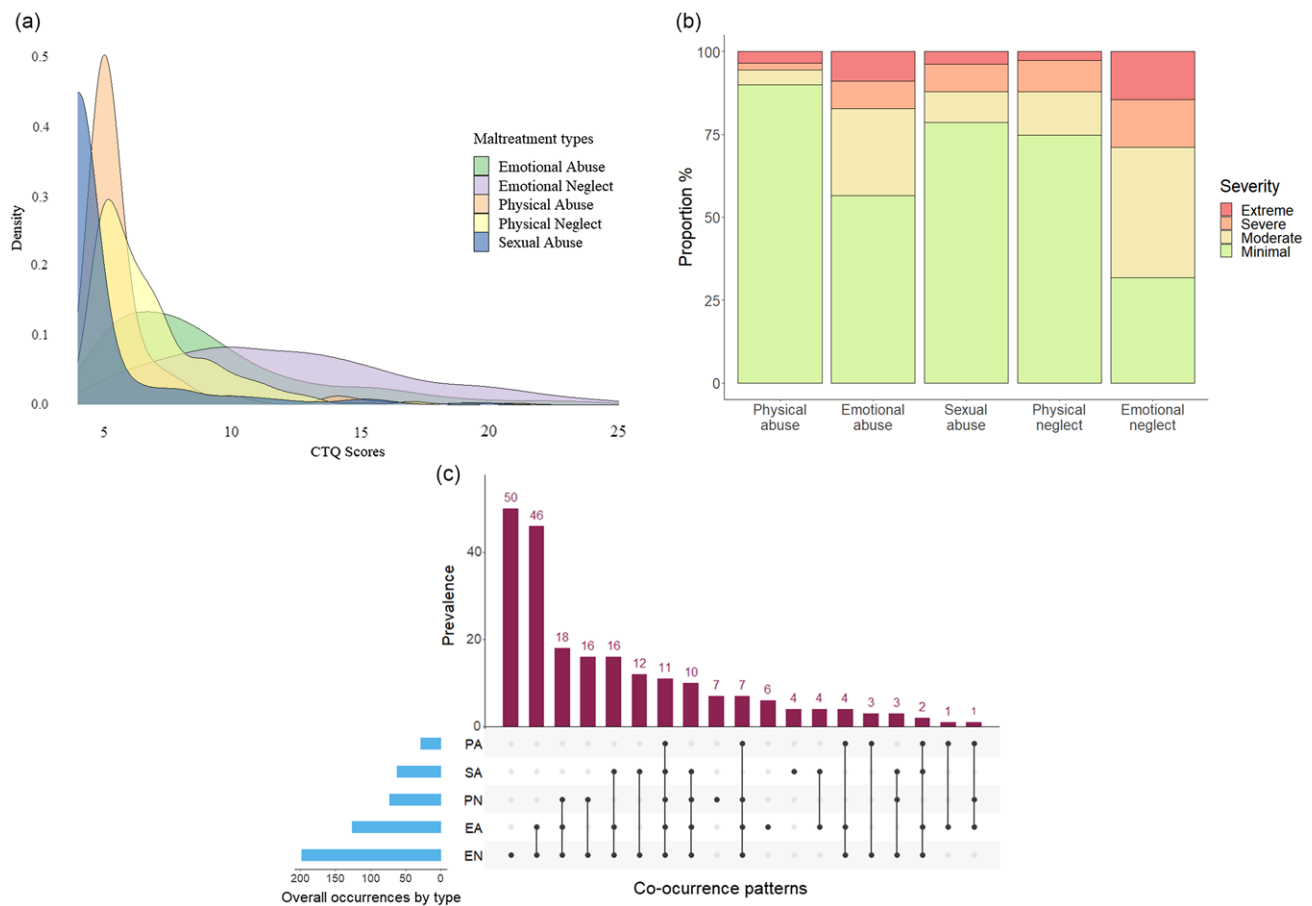 (a)
0.5
0.4
0.3
0.2
0.1
0.0
Density
5 10 15 20 25
CTQ Scores
Maltreatment types
Emotional Abuse
Emotional Neglect
Physical Abuse
Physical Neglect
Sexual Abuse
(b)
100
75
50
25
0
Proportion %
Physical abuse
Emotional abuse
Sexual abuse
Physical neglect
Emotional neglect
Severity
Extreme
Severe
Moderate
Minimal
(c)
Prevalence
40
20
0
50 46 18 16 16 12 11 10 7 7 6 4 4 4 3 3 2 1 1
PA
SA
PN
EA
EN
200 150 100 50 0
Overall occurrences by type
Co-ocurrence patterns